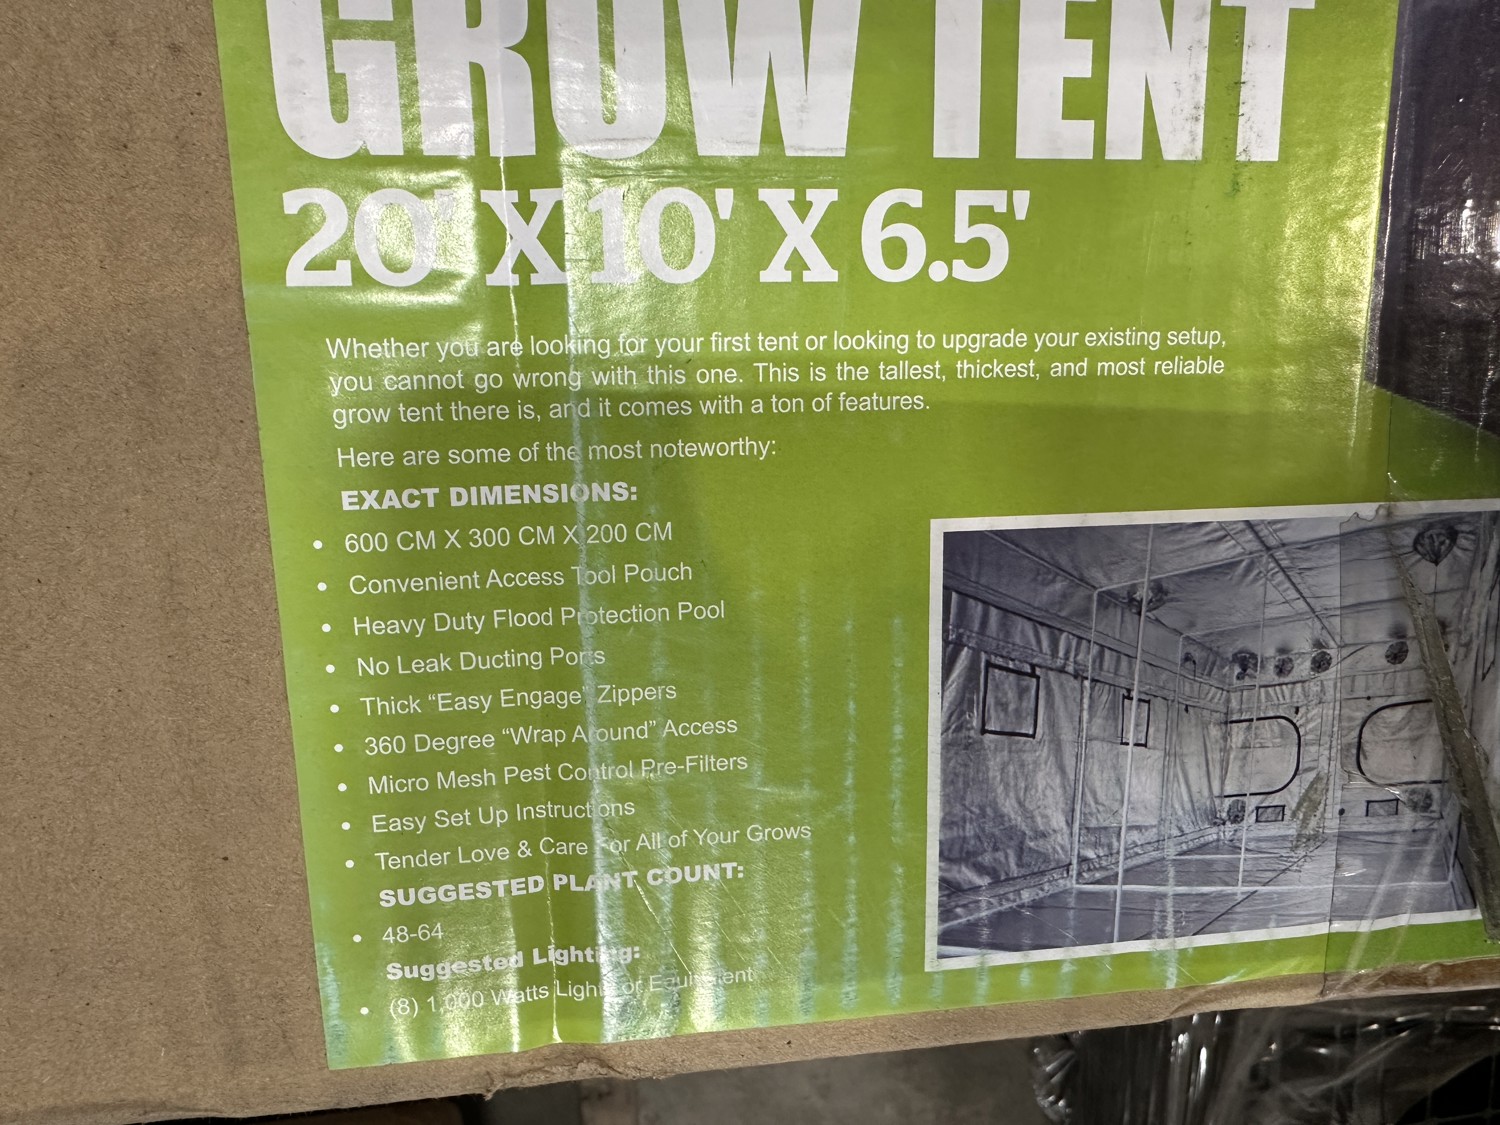 GROW TENT
20' X 10' X 6.5'
Whether you are looking for your first tent or looking to upgrade your existing setup,
you cannot go wrong with this one. This is the tallest, thickest, and most reliable
grow tent there is, and it comes with a ton of features.
Here are some of the most noteworthy:
EXACT DIMENSIONS:
• 600 CM X 300 CM X 200 CM
• Convenient Access Tool Pouch
• Heavy Duty Flood Protection Pool
• No Leak Ducting Ports
• Thick “Easy Engage” Zippers
• 360 Degree “Wrap Around” Access
• Micro Mesh Pest Control Pre-Filters
• Easy Set Up Instructions
• Tender Love & Care For All of Your Grows
SUGGESTED PLANT COUNT:
• 48-64
Suggested Lighting:
• (8) 1,000 Watts Lights or Equivilent